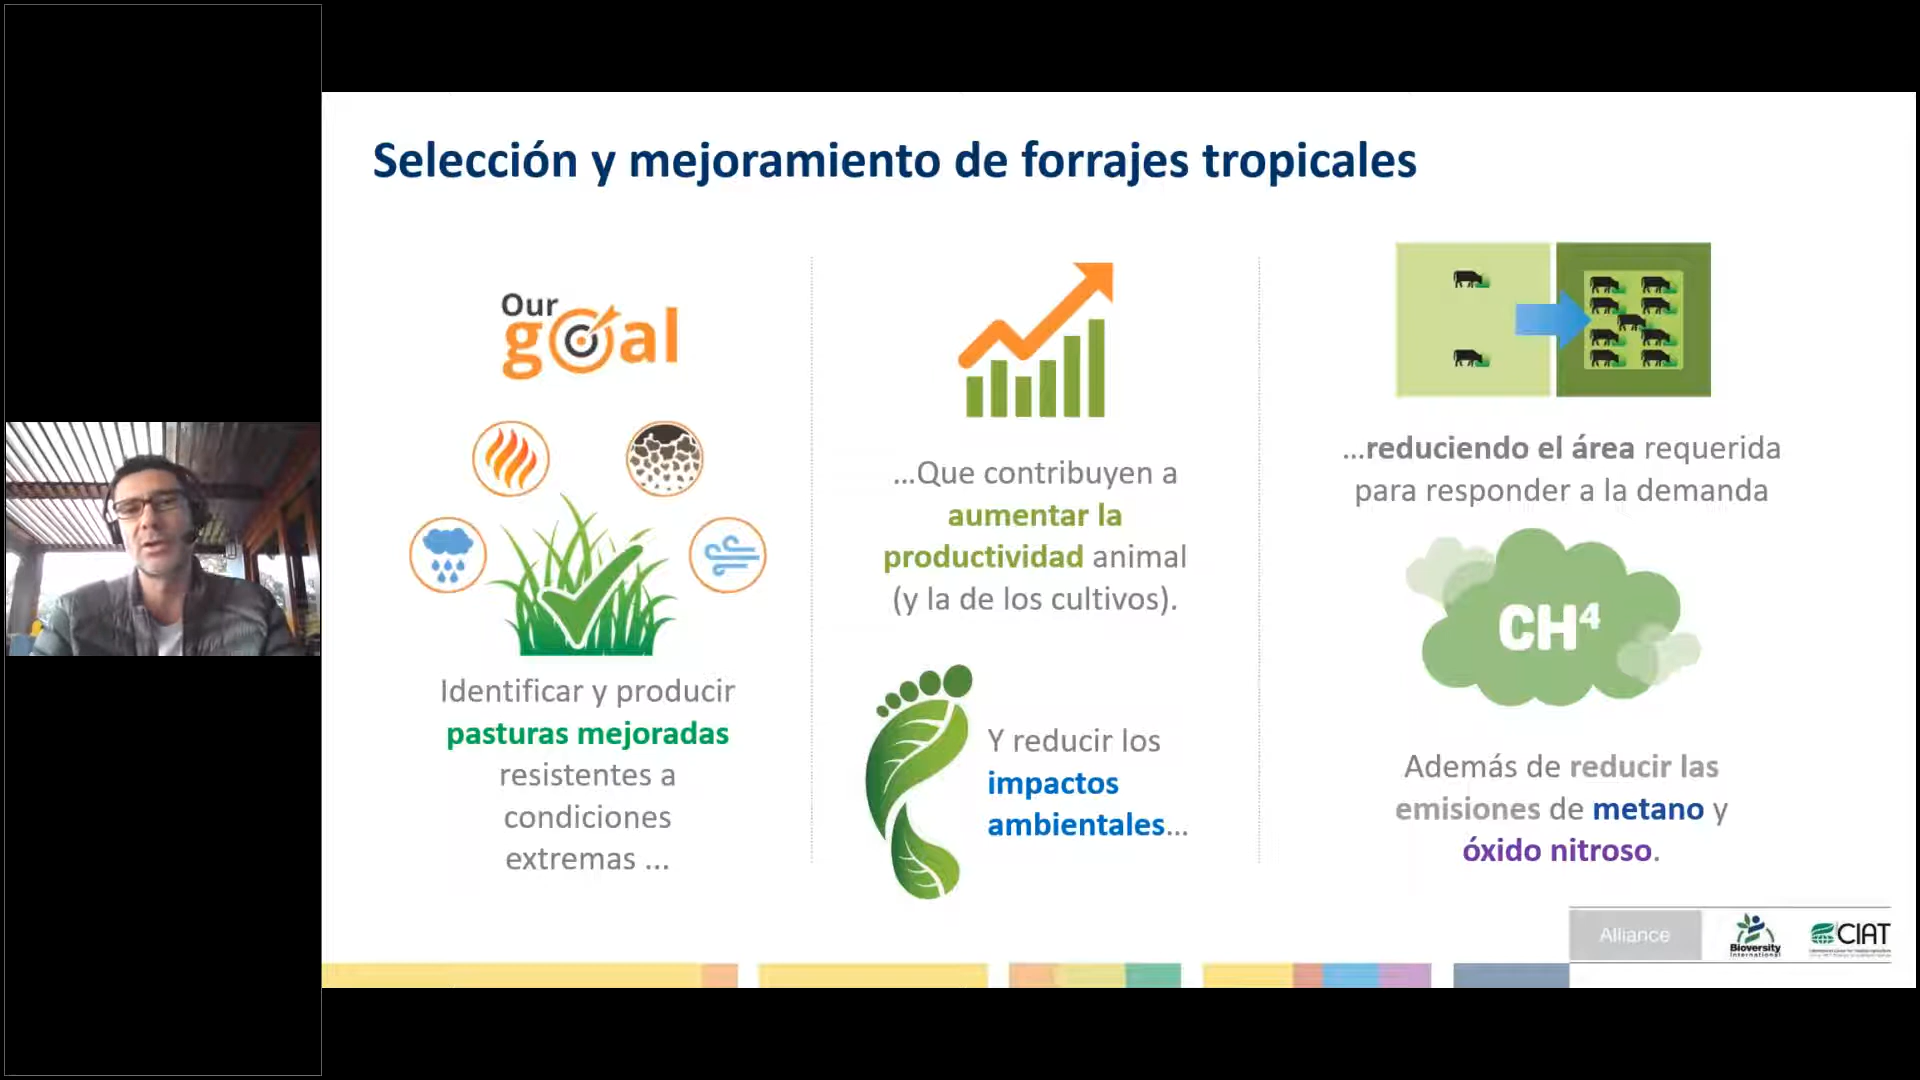 Selección y mejoramiento de forrajes tropicales
Our
goal
Identificar y producir
pasturas mejoradas
resistentes a
condiciones
extremas ...
...Que contribuyen a
aumentar la
productividad animal
(y la de los cultivos).
Y reducir los
impactos
ambientales...
...reduciendo el área requerida
para responder a la demanda
CH⁴
Además de reducir las
emisiones de metano y
óxido nitroso.
Alliance
Bioversity
International
CIAT